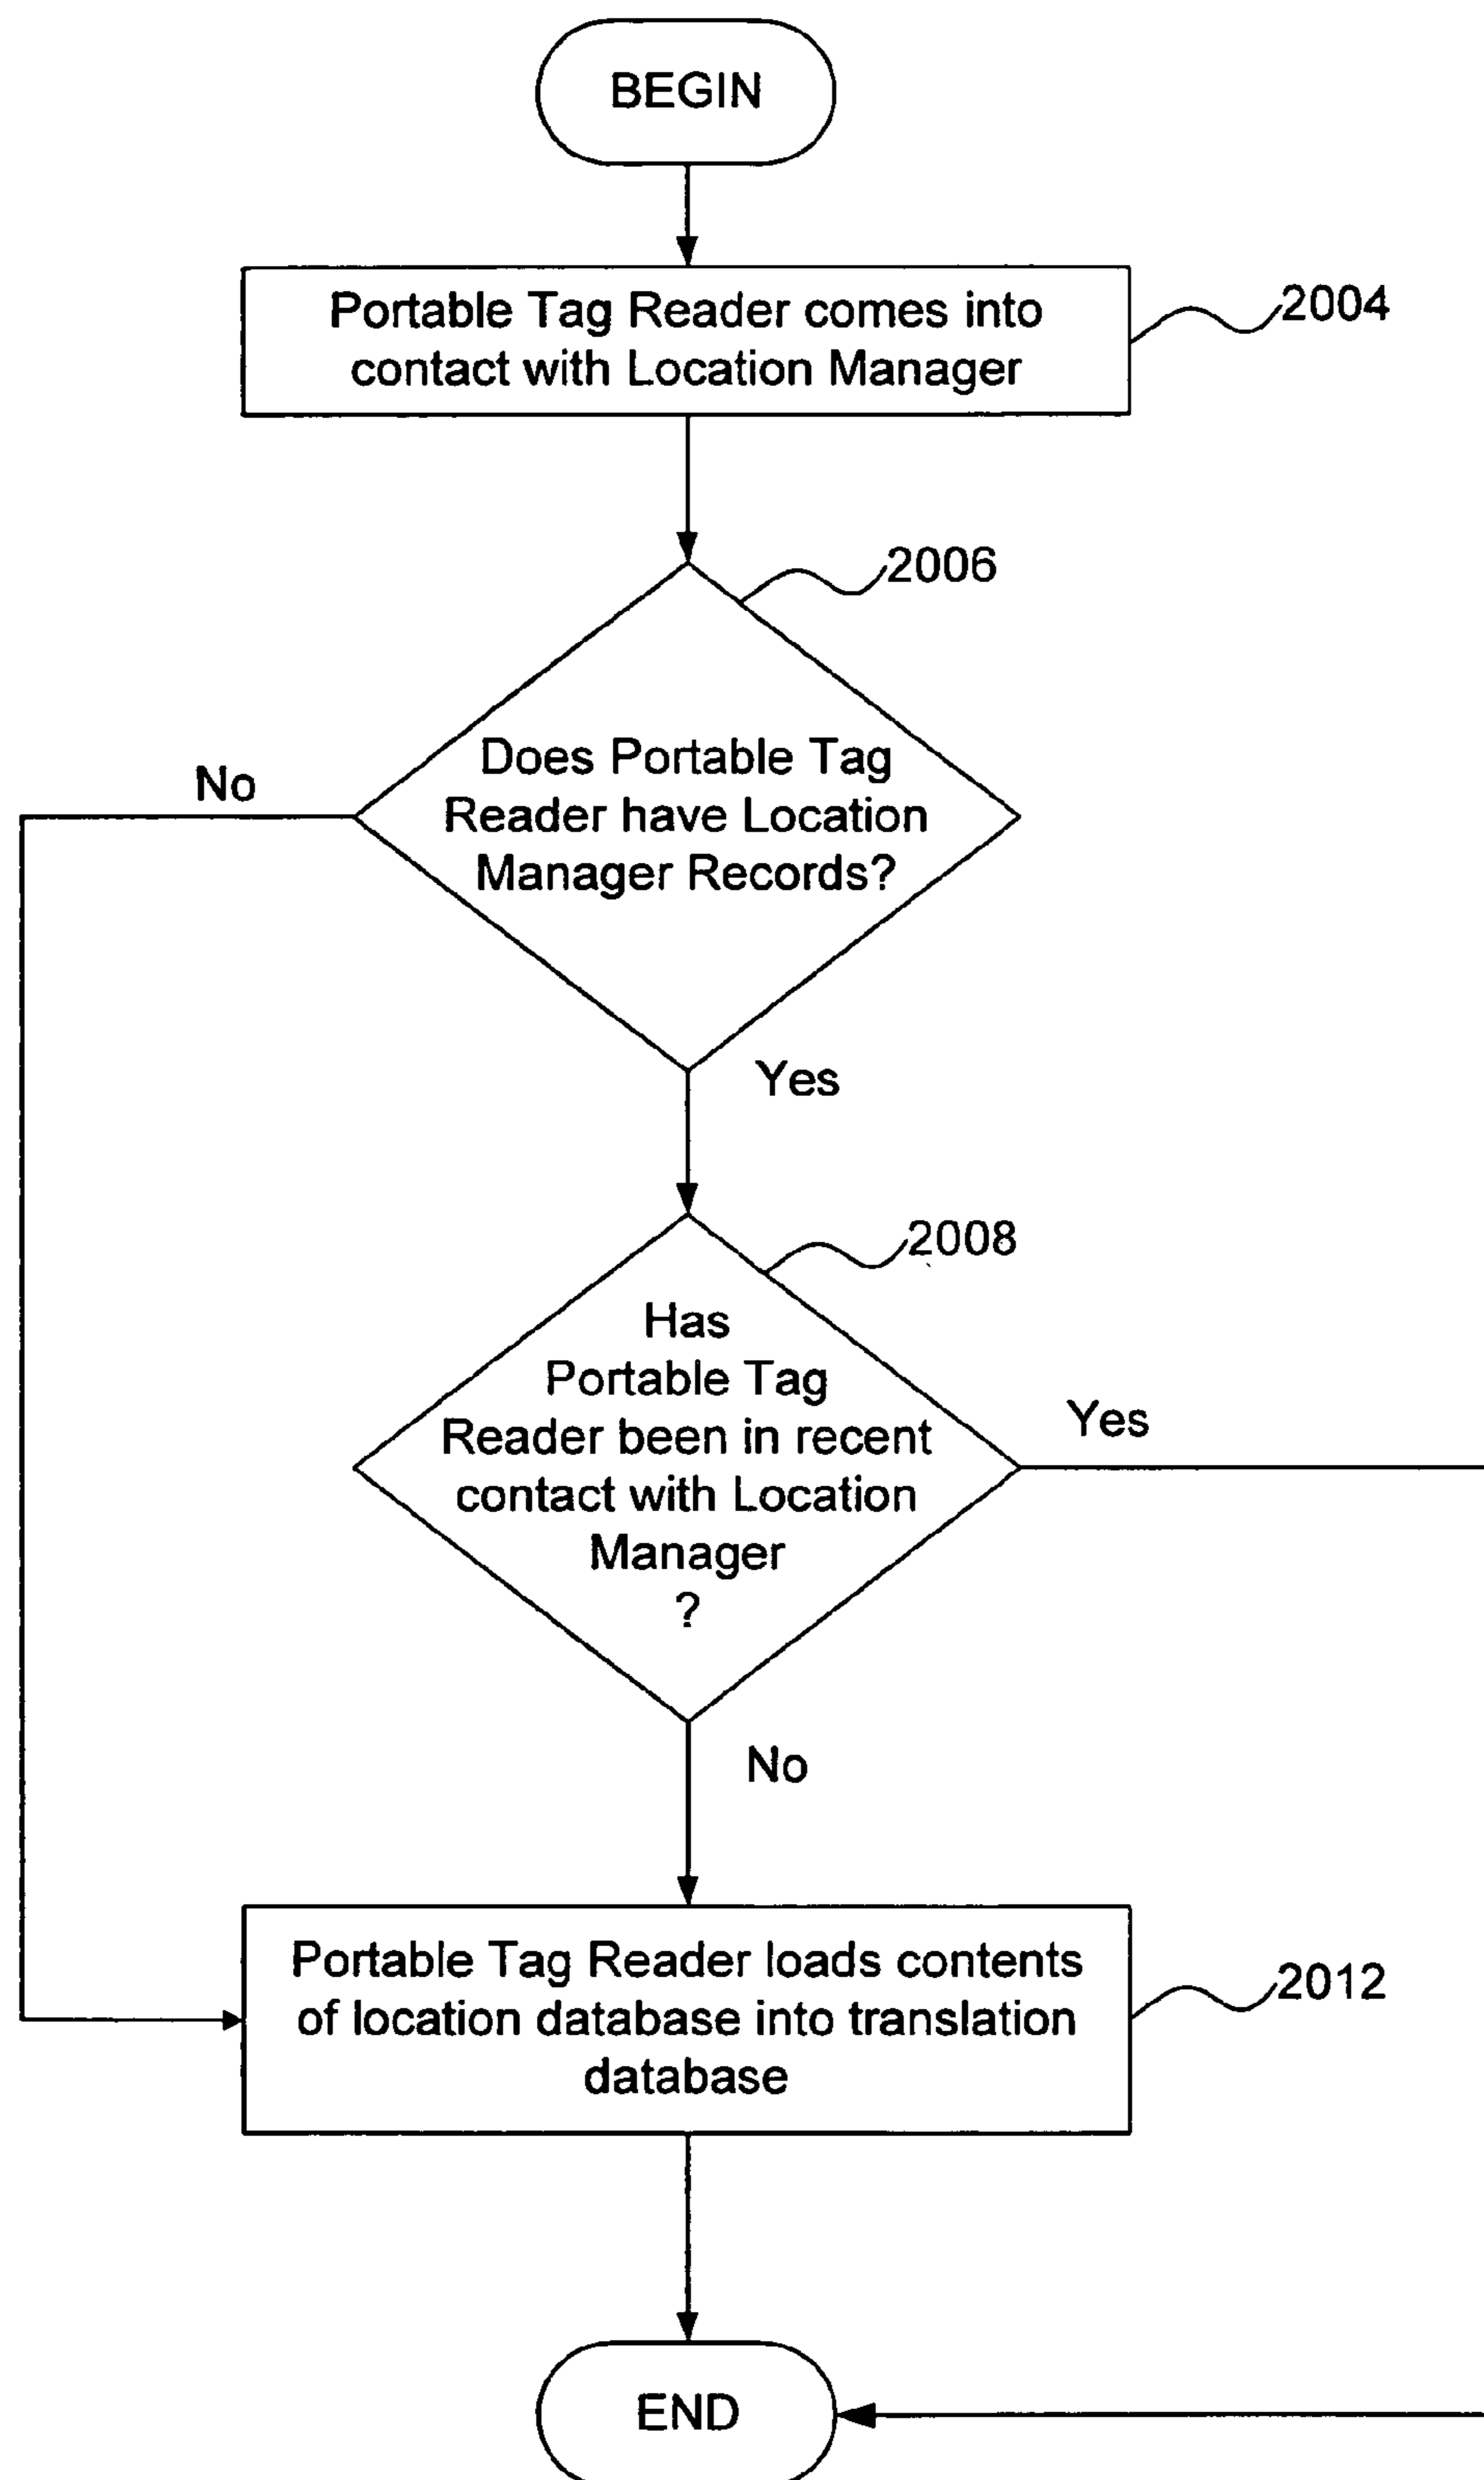 BEGIN
Portable Tag Reader comes into
contact with Location Manager
2004
2006
Does Portable Tag
Reader have Location
Manager Records?
No
Yes
2008
Has
Portable Tag
Reader been in recent
contact with Location
Manager
?
Yes
No
Portable Tag Reader loads contents
of location database into translation
database
2012
END